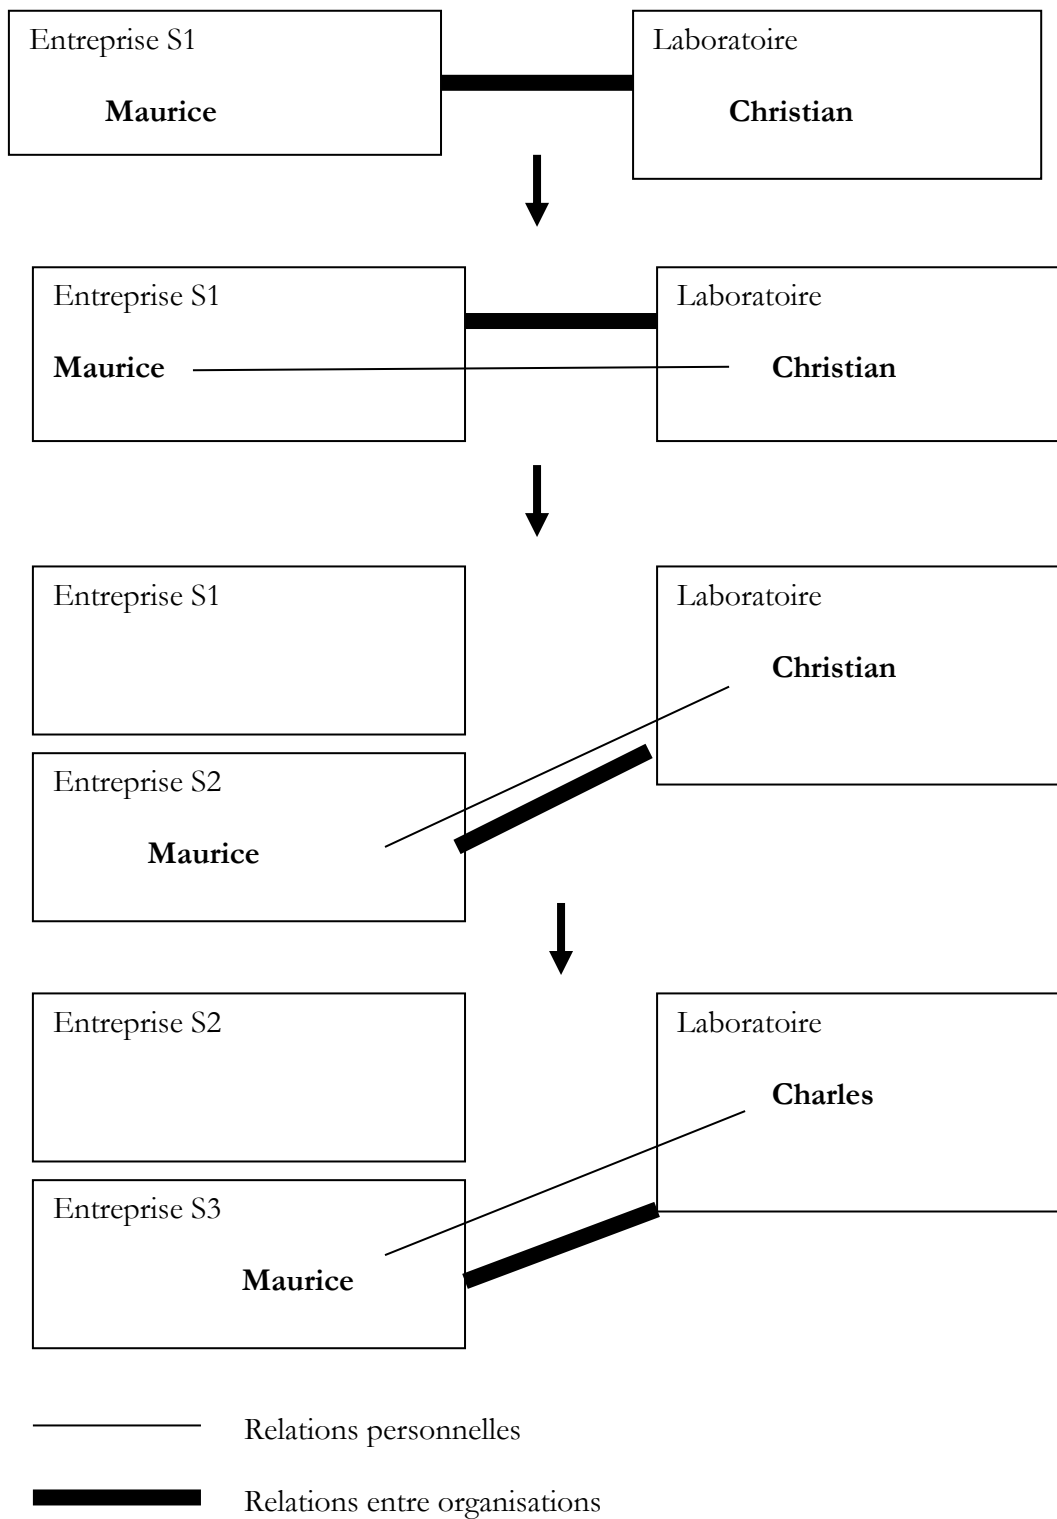 Entreprise S1
Laboratoire
Maurice
Christian
Entreprise S1
Laboratoire
Maurice
Christian
Entreprise S1
Laboratoire
Christian
Entreprise S2
Maurice
Entreprise S2
Laboratoire
Charles
Entreprise S3
Maurice
Relations personnelles
Relations entre organisations